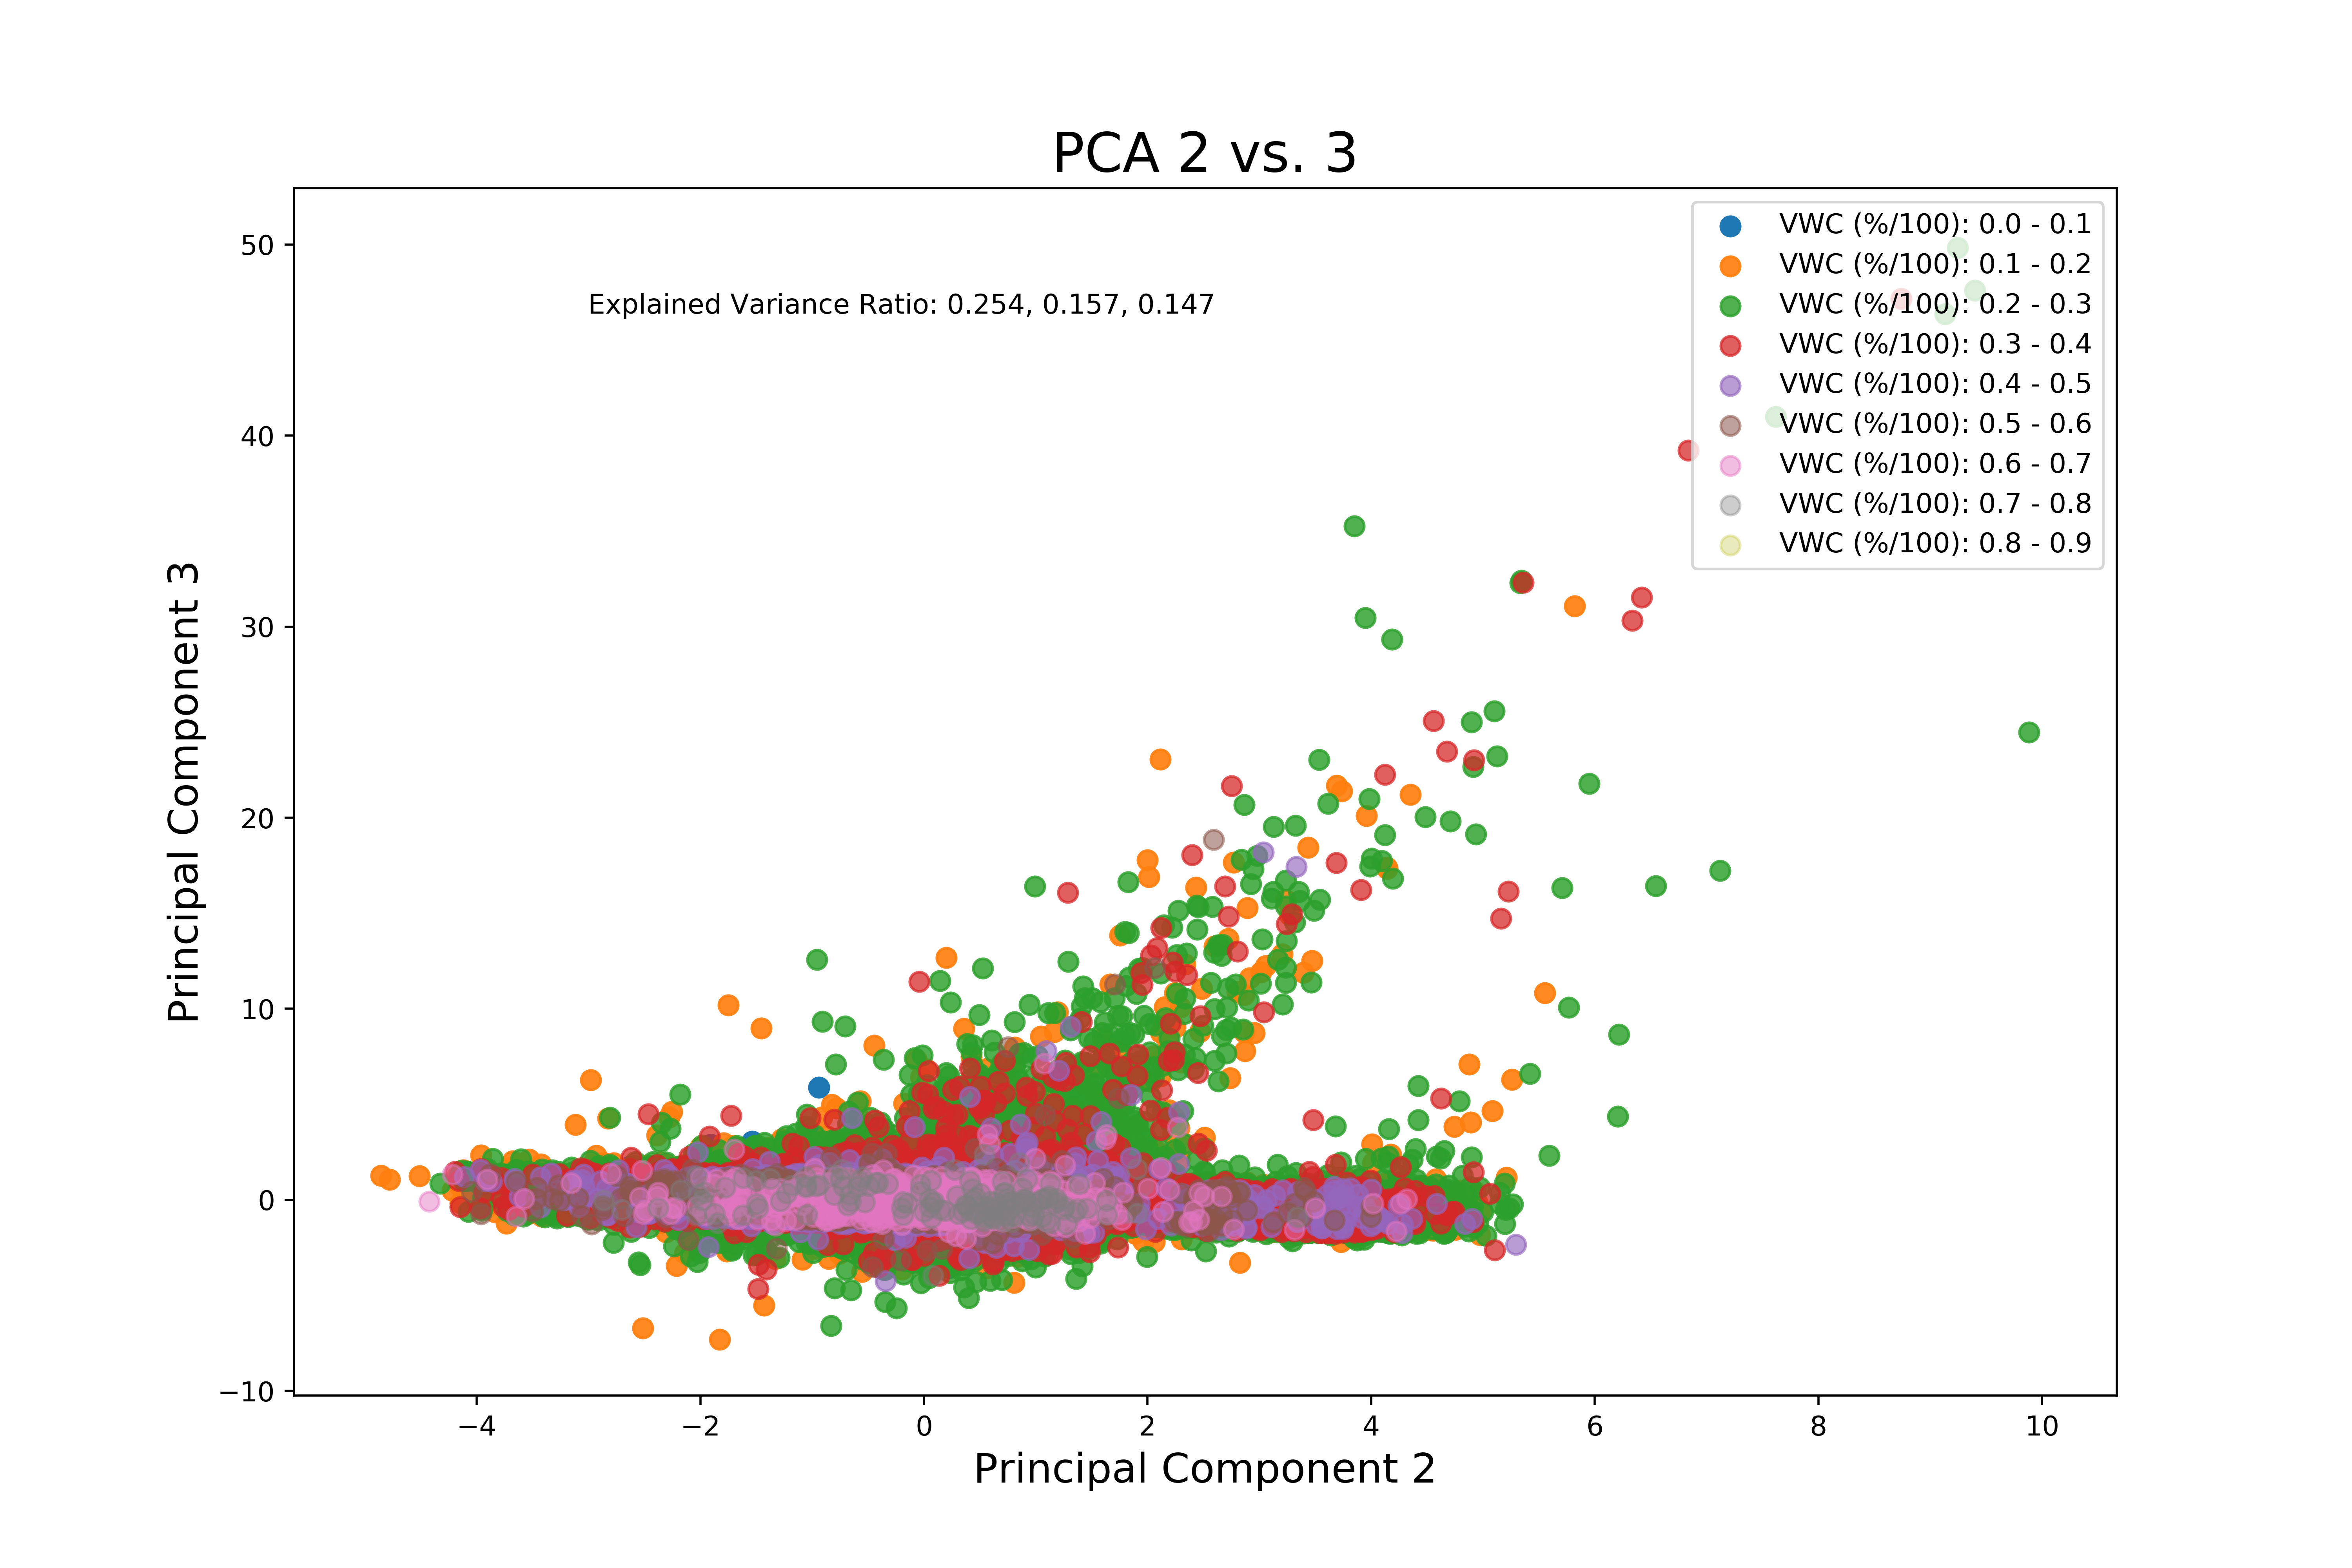 PCA 2 vs. 3
50
40
30
20
10
0
−10
Principal Component 3
Explained Variance Ratio: 0.254, 0.157, 0.147
VWC (%/100): 0.0 - 0.1
VWC (%/100): 0.1 - 0.2
VWC (%/100): 0.2 - 0.3
VWC (%/100): 0.3 - 0.4
VWC (%/100): 0.4 - 0.5
VWC (%/100): 0.5 - 0.6
VWC (%/100): 0.6 - 0.7
VWC (%/100): 0.7 - 0.8
VWC (%/100): 0.8 - 0.9
−4 −2 0 2 4 6 8 10
Principal Component 2